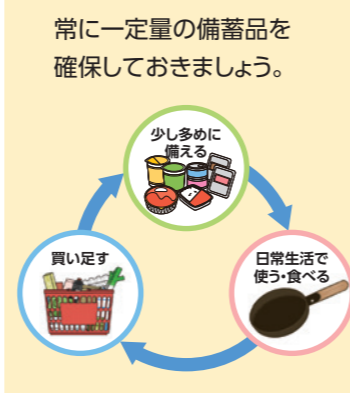 常に一定量の備蓄品を
確保しておきましょう。
少し多めに
備える
買い足す
日常生活で
使う・食べる